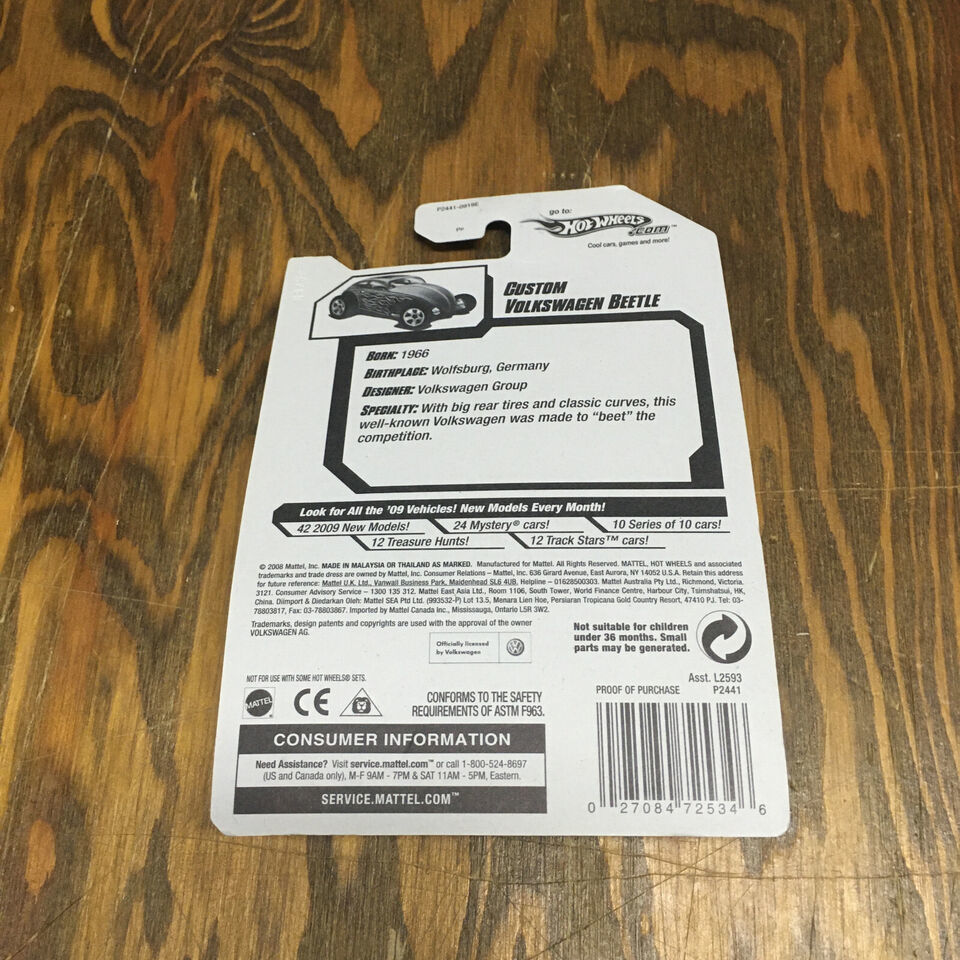 P2441-0918E
PP
go to:
HOT WHEELS
.COM™
Cool cars, games and more!
CUSTOM
VOLKSWAGEN BEETLE
BORN: 1966
BIRTHPLACE: Wolfsburg, Germany
DESIGNER: Volkswagen Group
SPECIALTY: With big rear tires and classic curves, this
well-known Volkswagen was made to “beet” the
competition.
Look for All the '09 Vehicles! New Models Every Month!
42 2009 New Models! 24 Mystery® cars! 10 Series of 10 cars!
12 Treasure Hunts! 12 Track Stars™ cars!
© 2008 Mattel, Inc. MADE IN MALAYSIA OR THAILAND AS MARKED. Manufactured for Mattel. All Rights Reserved. MATTEL, HOT WHEELS and associated
trademarks and trade dress are owned by Mattel, Inc. Consumer Relations – Mattel, Inc. 636 Girard Avenue, East Aurora, NY 14052 U.S.A. Retain this address
for future reference: Mattel U.K. Ltd., Vanwall Business Park, Maidenhead SL6 4UB. Helpline – 01628500303. Mattel Australia Pty Ltd., Richmond, Victoria.
3121. Consumer Advisory Service – 1300 135 312. Mattel East Asia Ltd., Room 1106, South Tower, World Finance Centre, Harbour City, Tsimshatsui, HK,
China. Diimport & Diedarkan Oleh: Mattel SEA Ptd Ltd. (993532-P) Lot 13.5, Menara Lien Hoe, Persiaran Tropicana Gold Country Resort, 47410 PJ. Tel: 03-
78803817, Fax: 03-78803867. Imported by Mattel Canada Inc., Mississauga, Ontario L5R 3W2.
Trademarks, design patents and copyrights are used with the approval of the owner
VOLKSWAGEN AG.
Officially licensed
by Volkswagen
Not suitable for children
under 36 months. Small
parts may be generated.
NOT FOR USE WITH SOME HOT WHEELS® SETS.
MATTEL
CE
CONFORMS TO THE SAFETY
REQUIREMENTS OF ASTM F963.
Asst. L2593
PROOF OF PURCHASE P2441
CONSUMER INFORMATION
Need Assistance? Visit service.mattel.com™ or call 1-800-524-8697
(US and Canada only), M-F 9AM - 7PM & SAT 11AM - 5PM, Eastern.
SERVICE.MATTEL.COM™
0 27084 72534 6